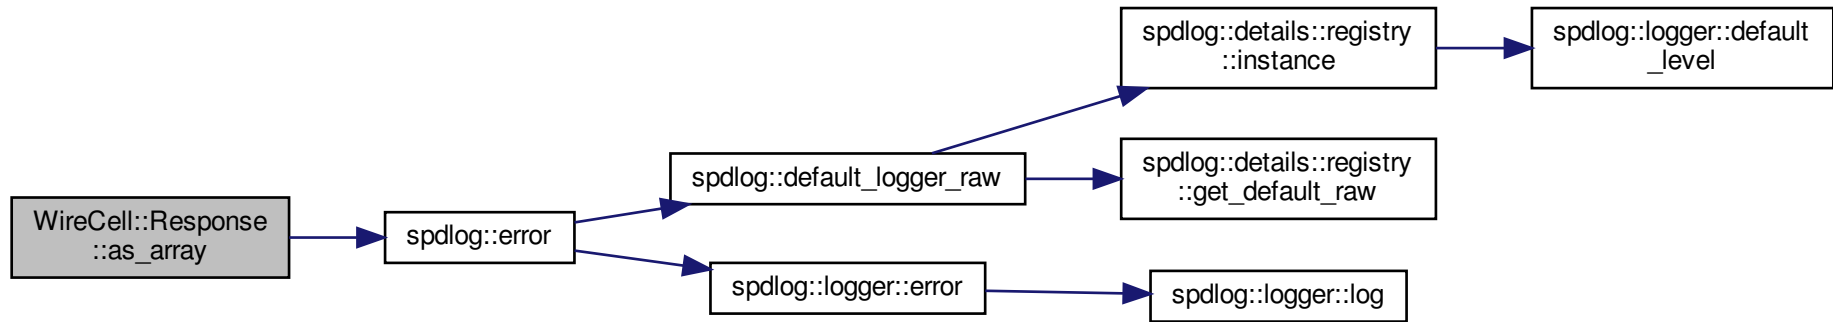 WireCell::Response
::as_array
spdlog::error
spdlog::default_logger_raw
spdlog::details::registry
::instance
spdlog::logger::default
_level
spdlog::details::registry
::get_default_raw
spdlog::logger::error
spdlog::logger::log